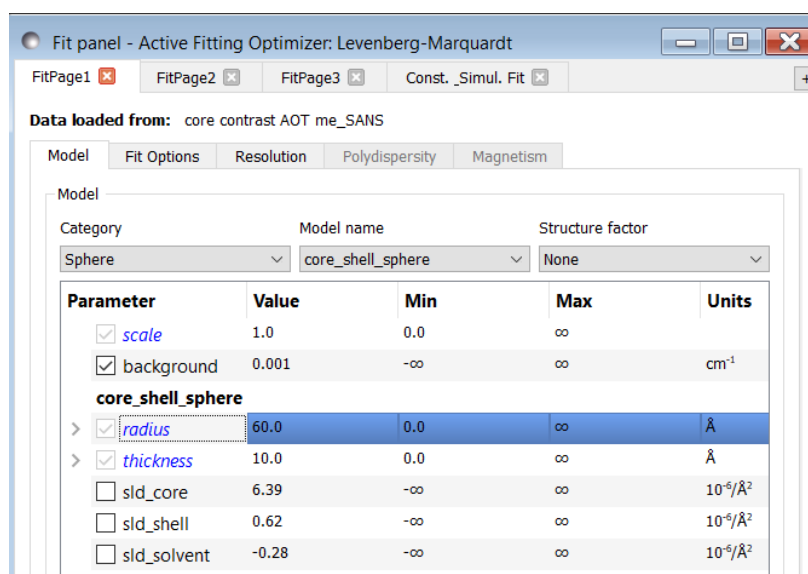 Fit panel - Active Fitting Optimizer: Levenberg-Marquardt
FitPage1 FitPage2 FitPage3 Const. _Simul. Fit +
Data loaded from: core contrast AOT me_SANS
Model Fit Options Resolution Polydispersity Magnetism
Model
Category Model name Structure factor
Sphere core_shell_sphere None
Parameter Value Min Max Units
scale 1.0 0.0 ∞
background 0.001 -∞ ∞ cm⁻¹
core_shell_sphere
radius 60.0 0.0 ∞ Å
thickness 10.0 0.0 ∞ Å
sld_core 6.39 -∞ ∞ 10⁻⁶/Å²
sld_shell 0.62 -∞ ∞ 10⁻⁶/Å²
sld_solvent -0.28 -∞ ∞ 10⁻⁶/Å²